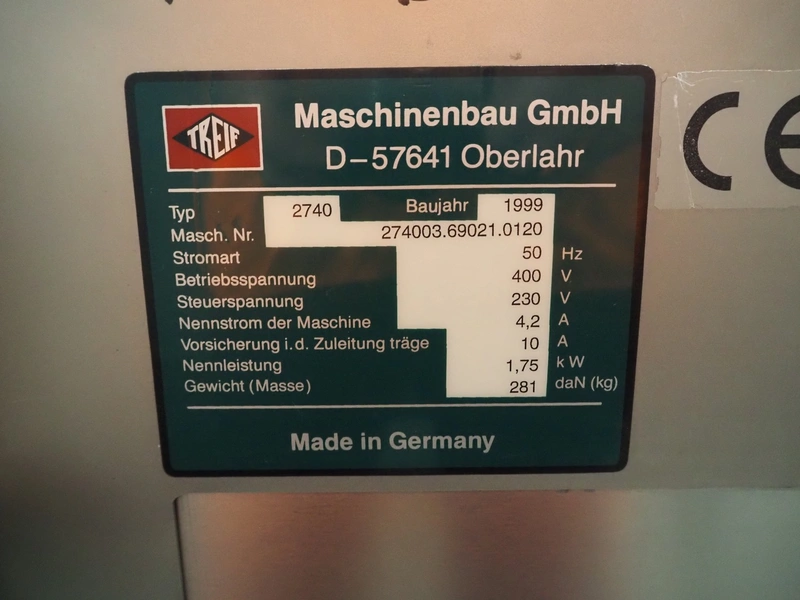 TREIF
Maschinenbau GmbH
D-57641 Oberlahr
Typ 2740 Baujahr 1999
Masch. Nr. 274003.69021.0120
Stromart 50 Hz
Betriebsspannung 400 V
Steuerspannung 230 V
Nennstrom der Maschine 4,2 A
Vorsicherung i.d. Zuleitung träge 10 A
Nennleistung 1,75 kW
Gewicht (Masse) 281 daN (kg)
Made in Germany
CE